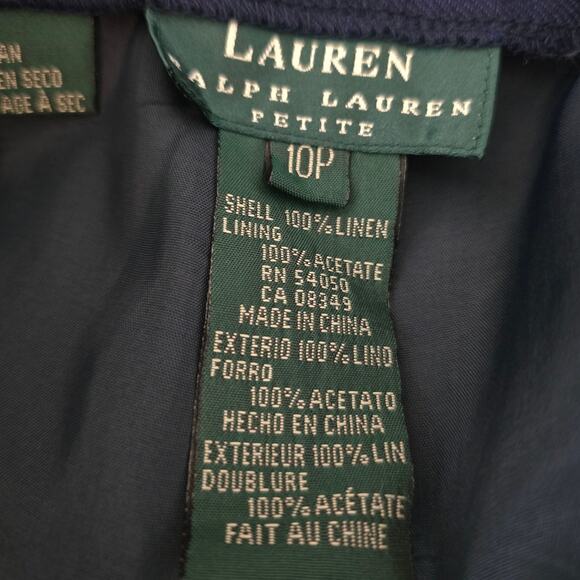 AN
EN SECO
AGE À SEC
LAUREN
RALPH LAUREN
PETITE
10P
SHELL 100% LINEN
LINING
100% ACETATE
RN 54050
CA 08349
MADE IN CHINA
EXTERIO 100% LINO
FORRO
100% ACETATO
HECHO EN CHINA
EXTERIEUR 100% LIN
DOUBLURE
100% ACÉTATE
FAIT AU CHINE